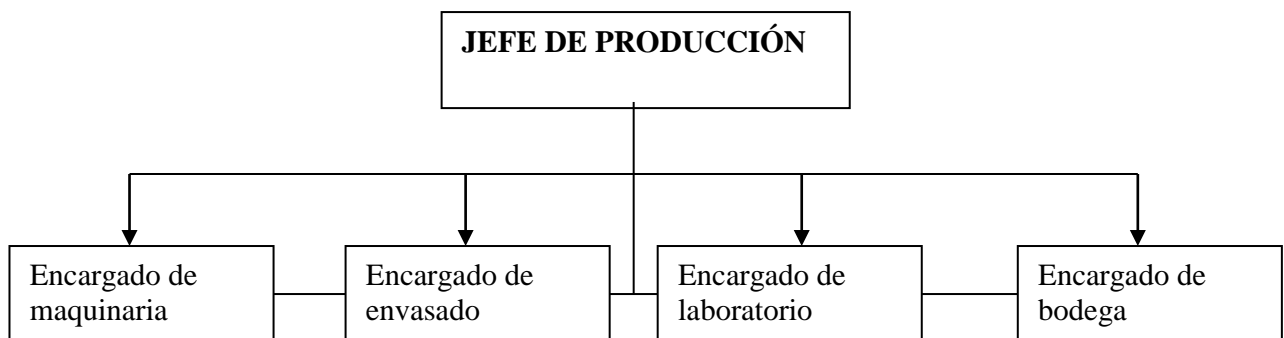 JEFE DE PRODUCCIÓN
Encargado de
maquinaria
Encargado de
envasado
Encargado de
laboratorio
Encargado de
bodega